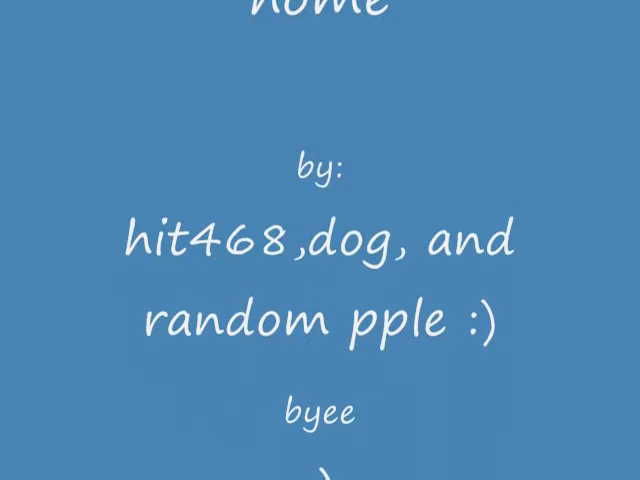 home
by:
hit468,dog, and
random pple :)
byee